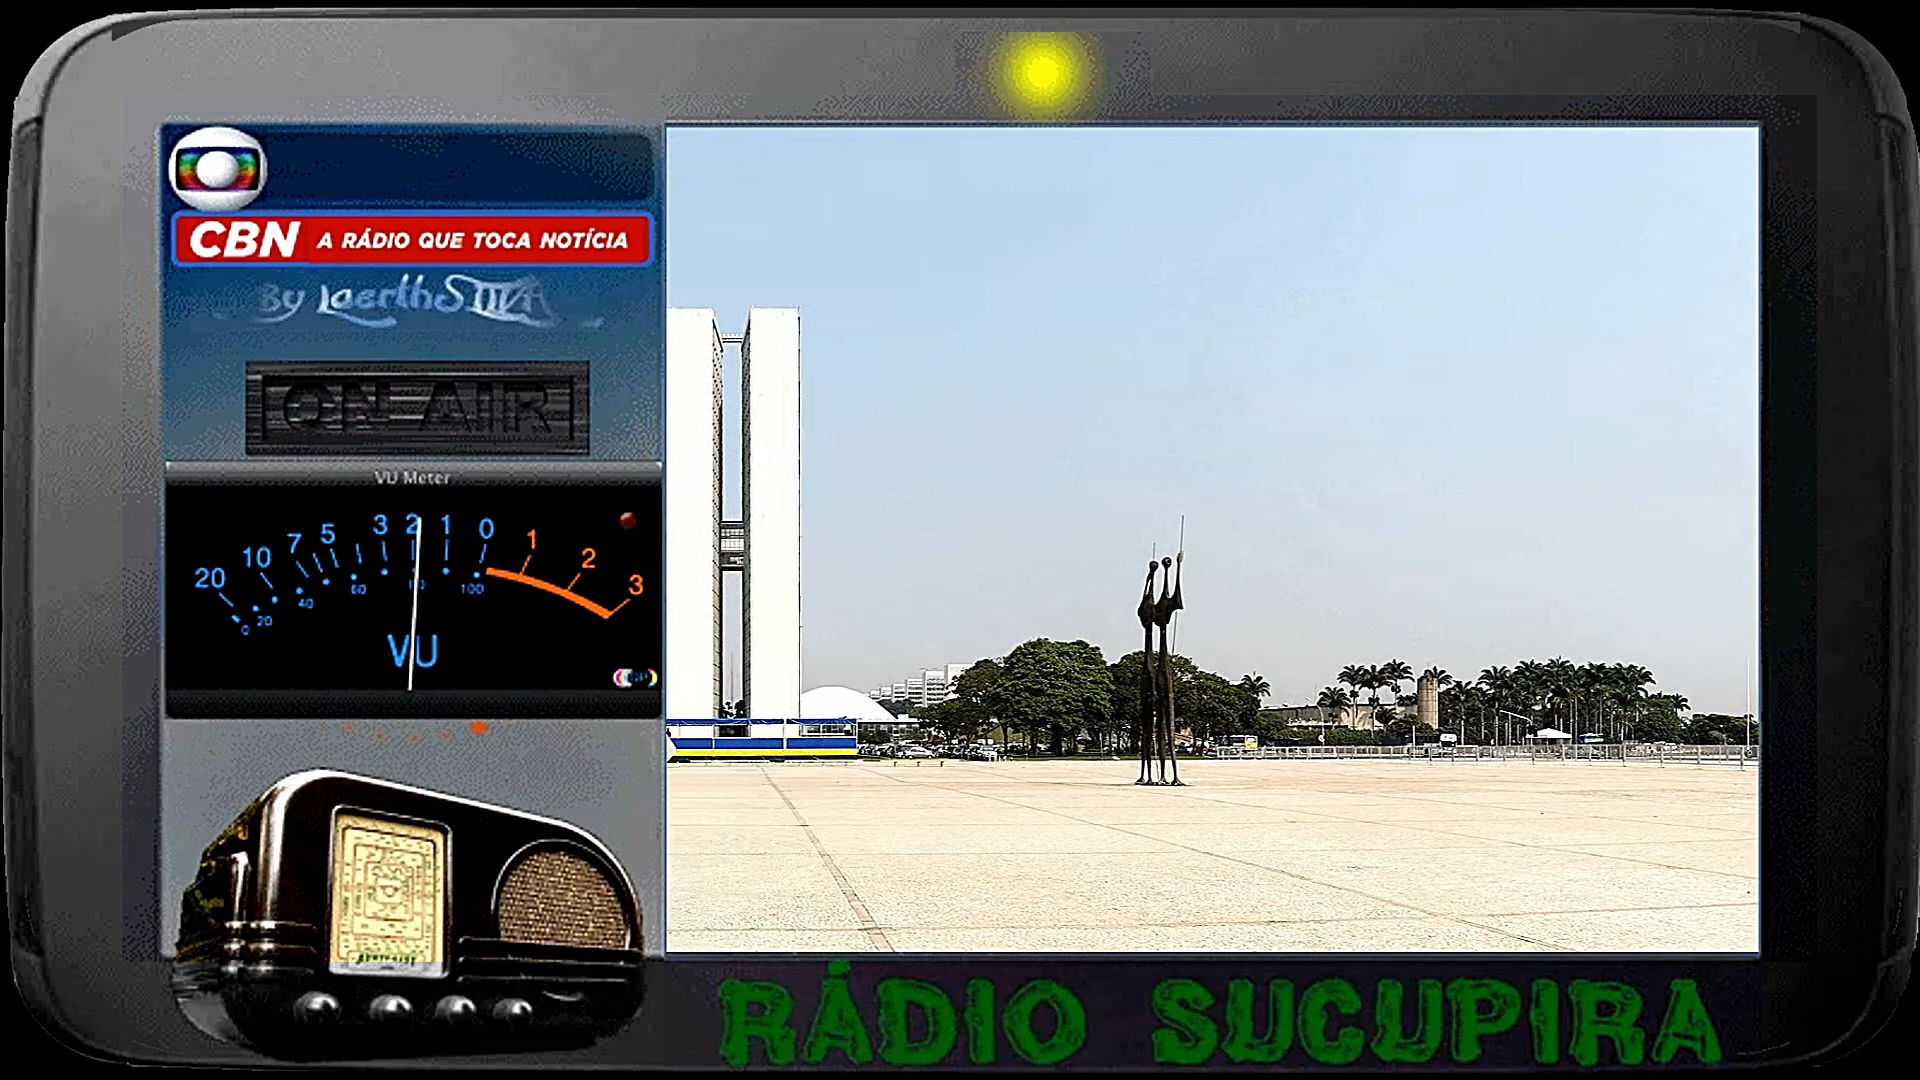 CBN A RÁDIO QUE TOCA NOTÍCIA
By LaertheSILVA
ON AIR
VU Meter
20 10 7 5 3 2 1 0 1 2 3
0 20 40 60 100
VU
RÁDIO SUCUPIRA